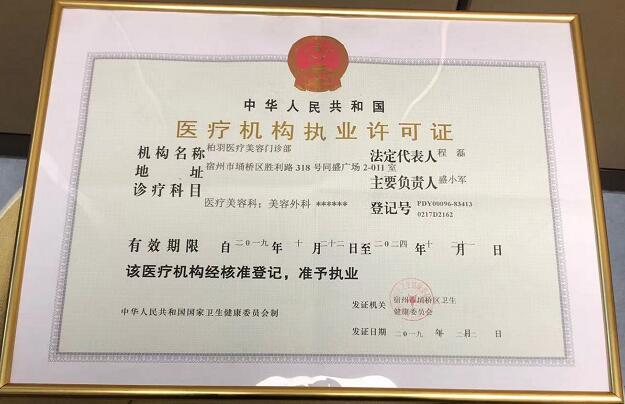 中华人民共和国
医疗机构执业许可证
机构名称 柏羽医疗美容门诊部 法定代表人 程磊
地址 宿州市埇桥区胜利路318号同盛广场2-011室
诊疗科目 主要负责人 盛小军
医疗美容科；美容外科 ****** 登记号 PDY00096-83413
0217D2162
有效期限 自二〇一九年十月二十二日至二〇二四年十月二十一日
该医疗机构经核准登记，准予执业
发证机关 宿州市埇桥区卫生
健康委员会
中华人民共和国国家卫生健康委员会制
发证日期 二〇一九年 月 日